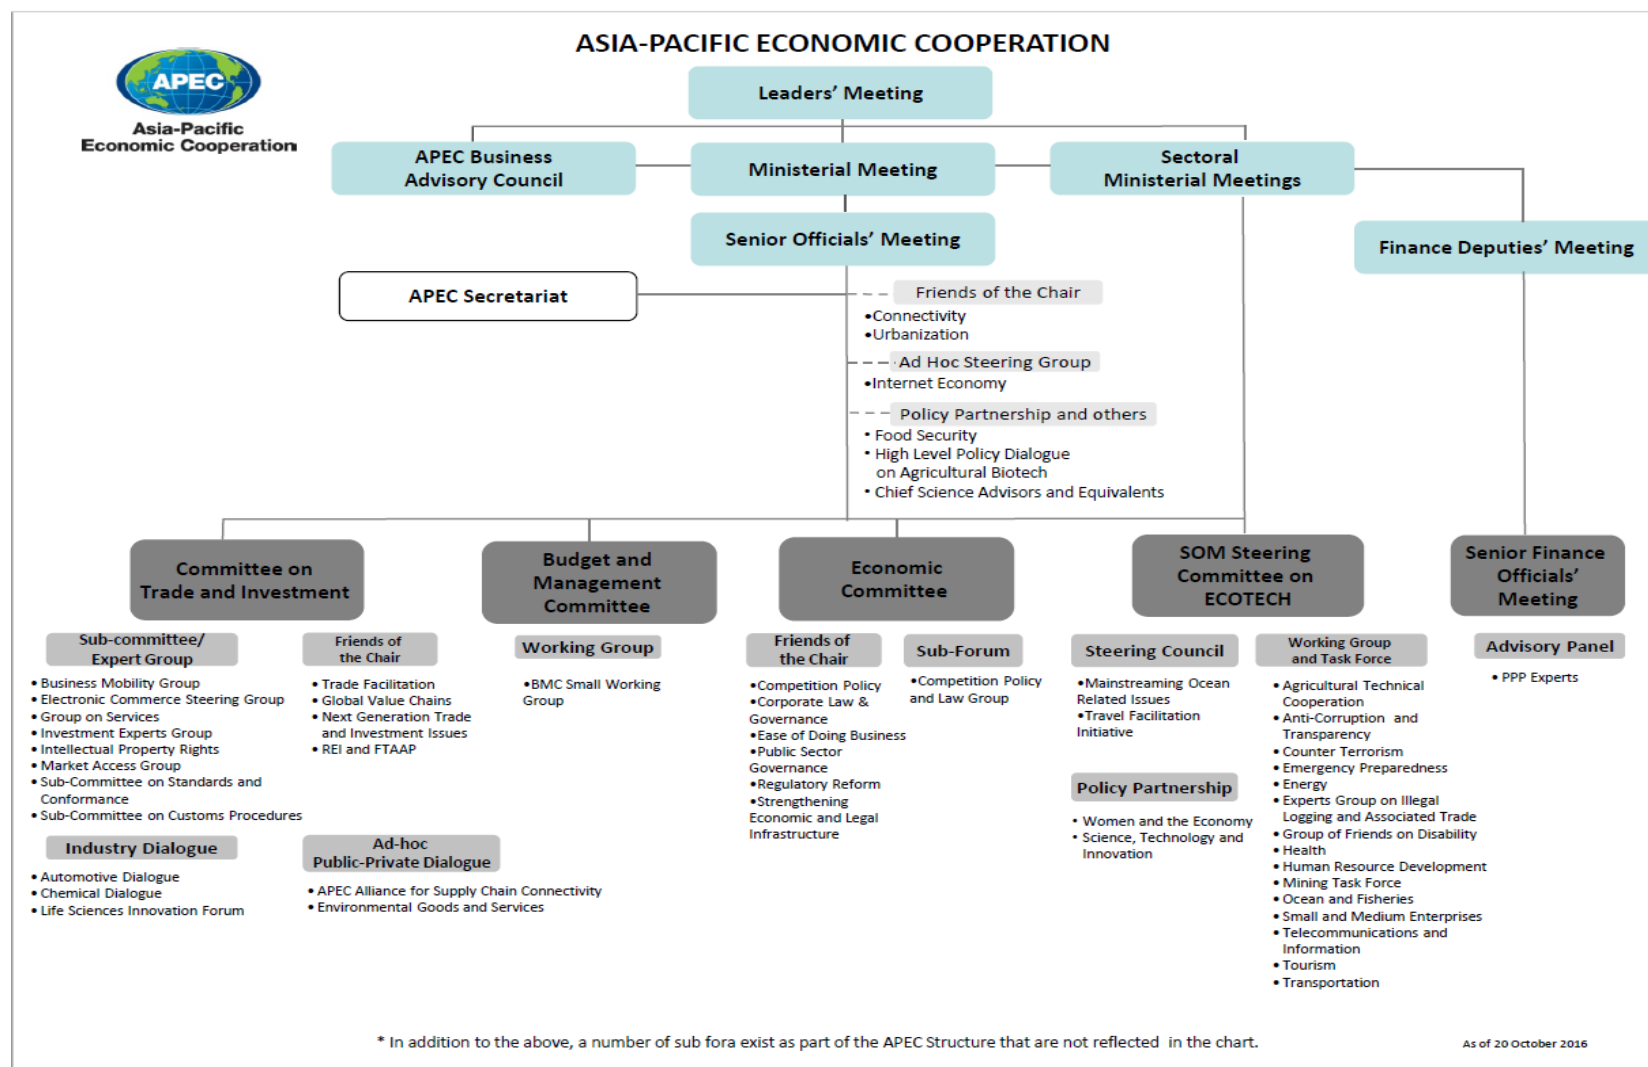 ASIA-PACIFIC ECONOMIC COOPERATION
APEC
Asia-Pacific
Economic Cooperation
Leaders’ Meeting
APEC Business
Advisory Council
Ministerial Meeting
Sectoral
Ministerial Meetings
Senior Officials’ Meeting
Finance Deputies’ Meeting
APEC Secretariat
Friends of the Chair
•Connectivity
•Urbanization
Ad Hoc Steering Group
•Internet Economy
Policy Partnership and others
• Food Security
• High Level Policy Dialogue
on Agricultural Biotech
• Chief Science Advisors and Equivalents
Committee on
Trade and Investment
Sub-committee/
Expert Group
• Business Mobility Group
• Electronic Commerce Steering Group
• Group on Services
• Investment Experts Group
• Intellectual Property Rights
• Market Access Group
• Sub-Committee on Standards and
Conformance
• Sub-Committee on Customs Procedures
Friends of
the Chair
• Trade Facilitation
• Global Value Chains
• Next Generation Trade
and Investment Issues
• REI and FTAAP
Industry Dialogue
• Automotive Dialogue
• Chemical Dialogue
• Life Sciences Innovation Forum
Ad-hoc
Public-Private Dialogue
• APEC Alliance for Supply Chain Connectivity
• Environmental Goods and Services
Budget and
Management
Committee
Working Group
•BMC Small Working
Group
Economic
Committee
Friends of
the Chair
•Competition Policy
•Corporate Law &
Governance
•Ease of Doing Business
•Public Sector
Governance
•Regulatory Reform
•Strengthening
Economic and Legal
Infrastructure
Sub-Forum
•Competition Policy
and Law Group
SOM Steering
Committee on
ECOTECH
Steering Council
•Mainstreaming Ocean
Related Issues
•Travel Facilitation
Initiative
Policy Partnership
• Women and the Economy
• Science, Technology and
Innovation
Working Group
and Task Force
• Agricultural Technical
Cooperation
• Anti-Corruption and
Transparency
• Counter Terrorism
• Emergency Preparedness
• Energy
• Experts Group on Illegal
Logging and Associated Trade
• Group of Friends on Disability
• Health
• Human Resource Development
• Mining Task Force
• Ocean and Fisheries
• Small and Medium Enterprises
• Telecommunications and
Information
• Tourism
• Transportation
Senior Finance
Officials’
Meeting
Advisory Panel
• PPP Experts
* In addition to the above, a number of sub fora exist as part of the APEC Structure that are not reflected in the chart.
As of 20 October 2016